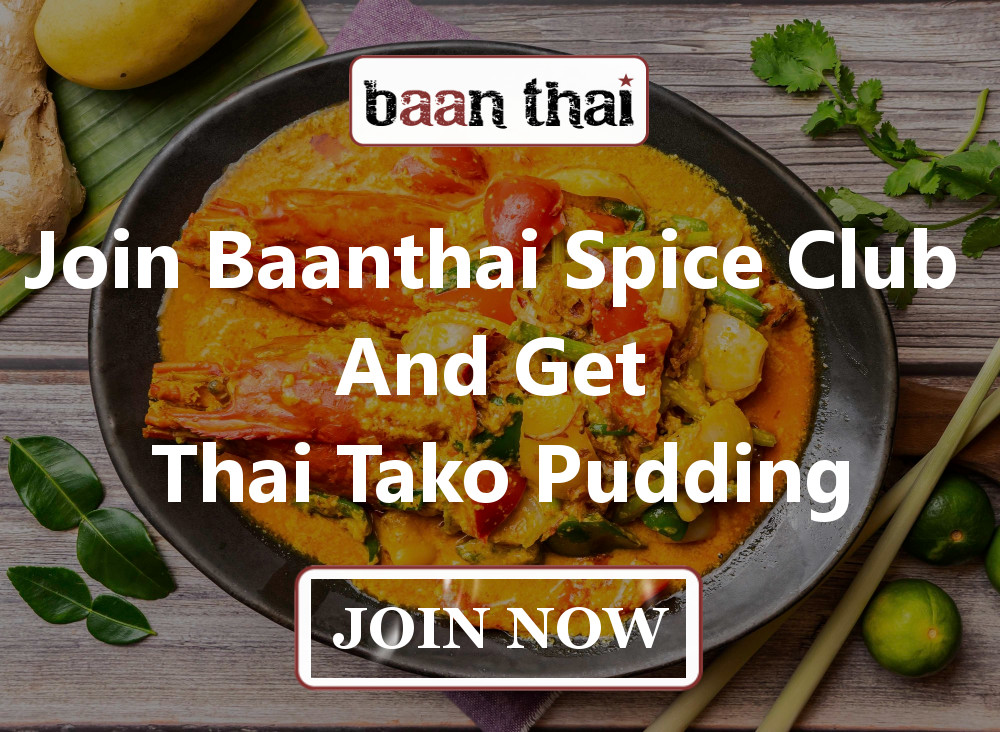 baan thai
Join Baanthai Spice Club
And Get
Thai Tako Pudding
JOIN NOW